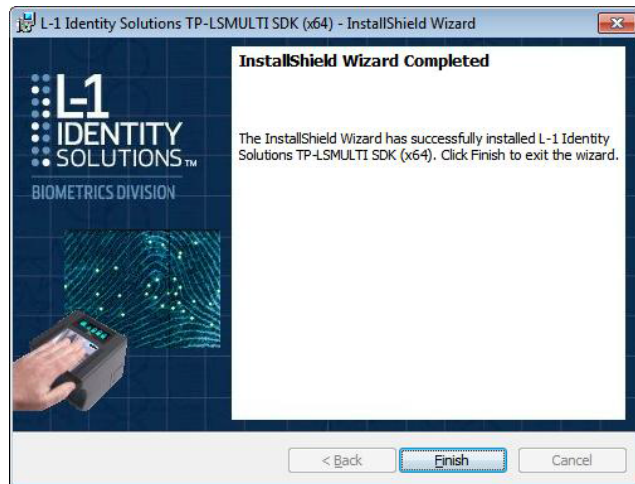 L-1 Identity Solutions TP-LSMULTI SDK (x64) - InstallShield Wizard
InstallShield Wizard Completed
L-1
IDENTITY
SOLUTIONS TM
BIOMETRICS DIVISION
The InstallShield Wizard has successfully installed L-1 Identity
Solutions TP-LSMULTI SDK (x64). Click Finish to exit the wizard.
< Back
Finish
Cancel